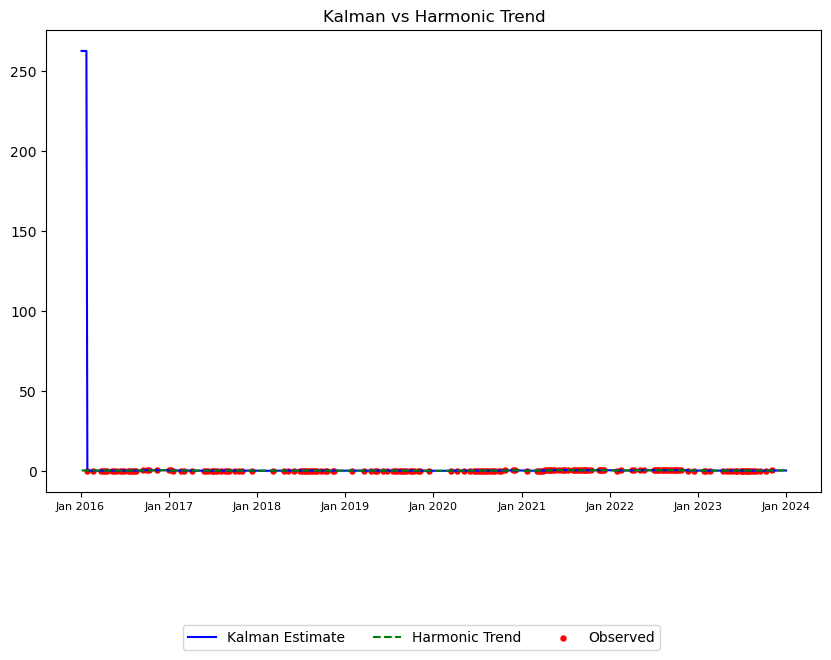 Kalman vs Harmonic Trend
250
200
150
100
50
0
Jan 2016 Jan 2017 Jan 2018 Jan 2019 Jan 2020 Jan 2021 Jan 2022 Jan 2023 Jan 2024
Kalman Estimate Harmonic Trend Observed